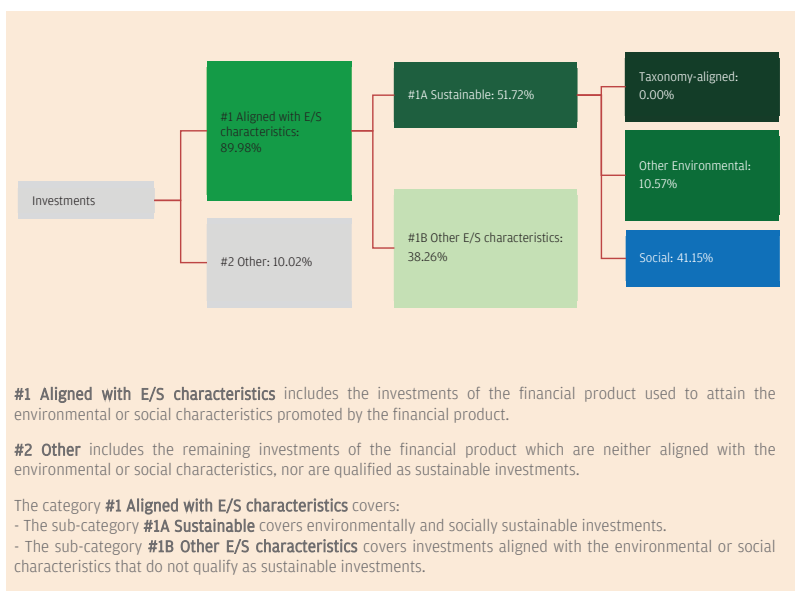 Investments
#1 Aligned with E/S
characteristics:
89.98%
#2 Other: 10.02%
#1A Sustainable: 51.72%
#1B Other E/S characteristics:
38.26%
Taxonomy-aligned:
0.00%
Other Environmental:
10.57%
Social: 41.15%
#1 Aligned with E/S characteristics includes the investments of the financial product used to attain the
environmental or social characteristics promoted by the financial product.
#2 Other includes the remaining investments of the financial product which are neither aligned with the
environmental or social characteristics, nor are qualified as sustainable investments.
The category #1 Aligned with E/S characteristics covers:
- The sub-category #1A Sustainable covers environmentally and socially sustainable investments.
- The sub-category #1B Other E/S characteristics covers investments aligned with the environmental or social
characteristics that do not qualify as sustainable investments.